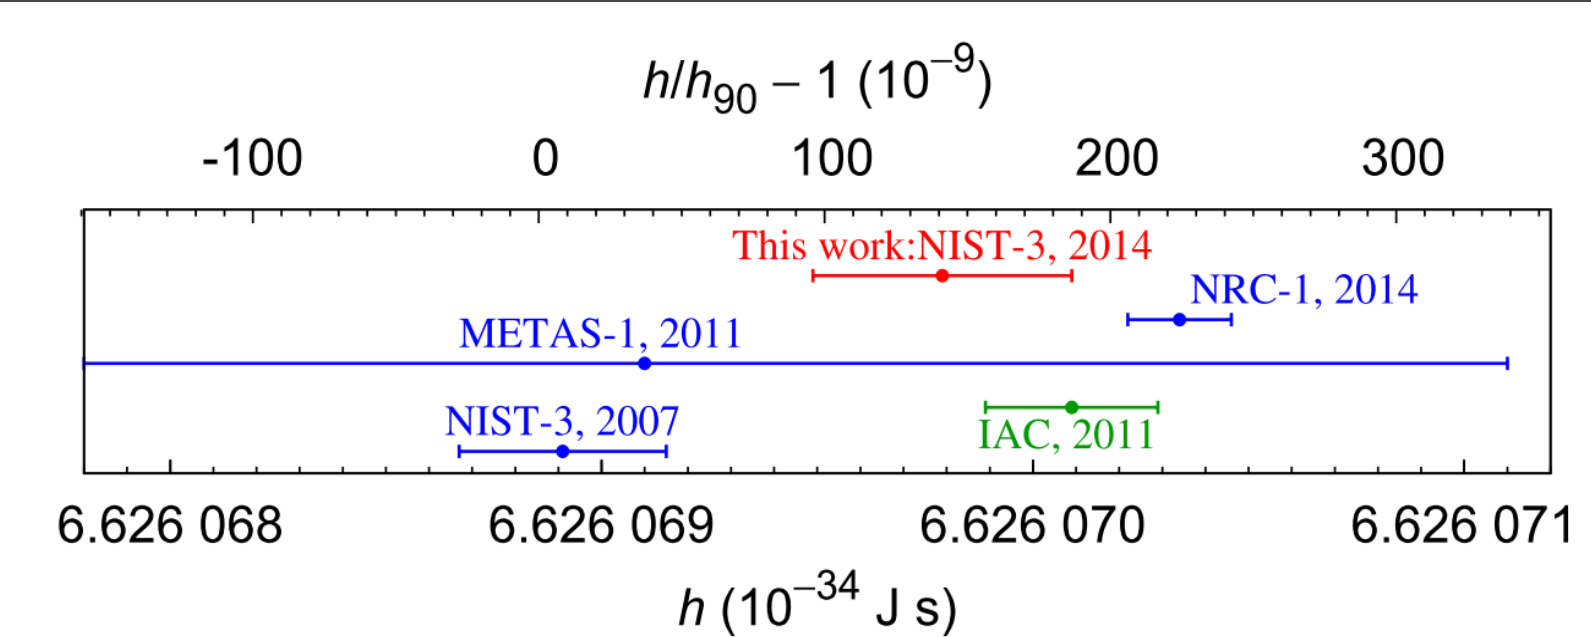 h/h90 – 1 (10⁻⁹)
-100 0 100 200 300
This work:NIST-3, 2014
NRC-1, 2014
METAS-1, 2011
NIST-3, 2007
IAC, 2011
6.626 068 6.626 069 6.626 070 6.626 071
h (10⁻³⁴ J s)